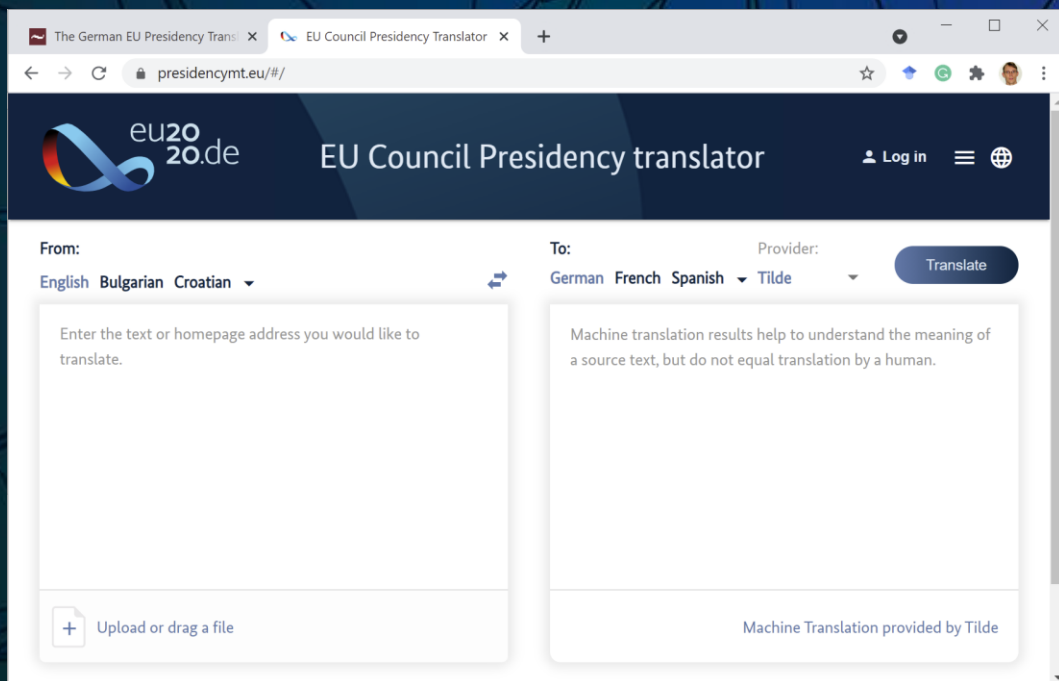 The German EU Presidency Transl
EU Council Presidency Translator
presidencymt.eu/#/
eu20
20.de
EU Council Presidency translator
Log in
From:
English Bulgarian Croatian
To:
German French Spanish
Provider:
Tilde
Translate
Enter the text or homepage address you would like to
translate.
Machine translation results help to understand the meaning of
a source text, but do not equal translation by a human.
Upload or drag a file
Machine Translation provided by Tilde